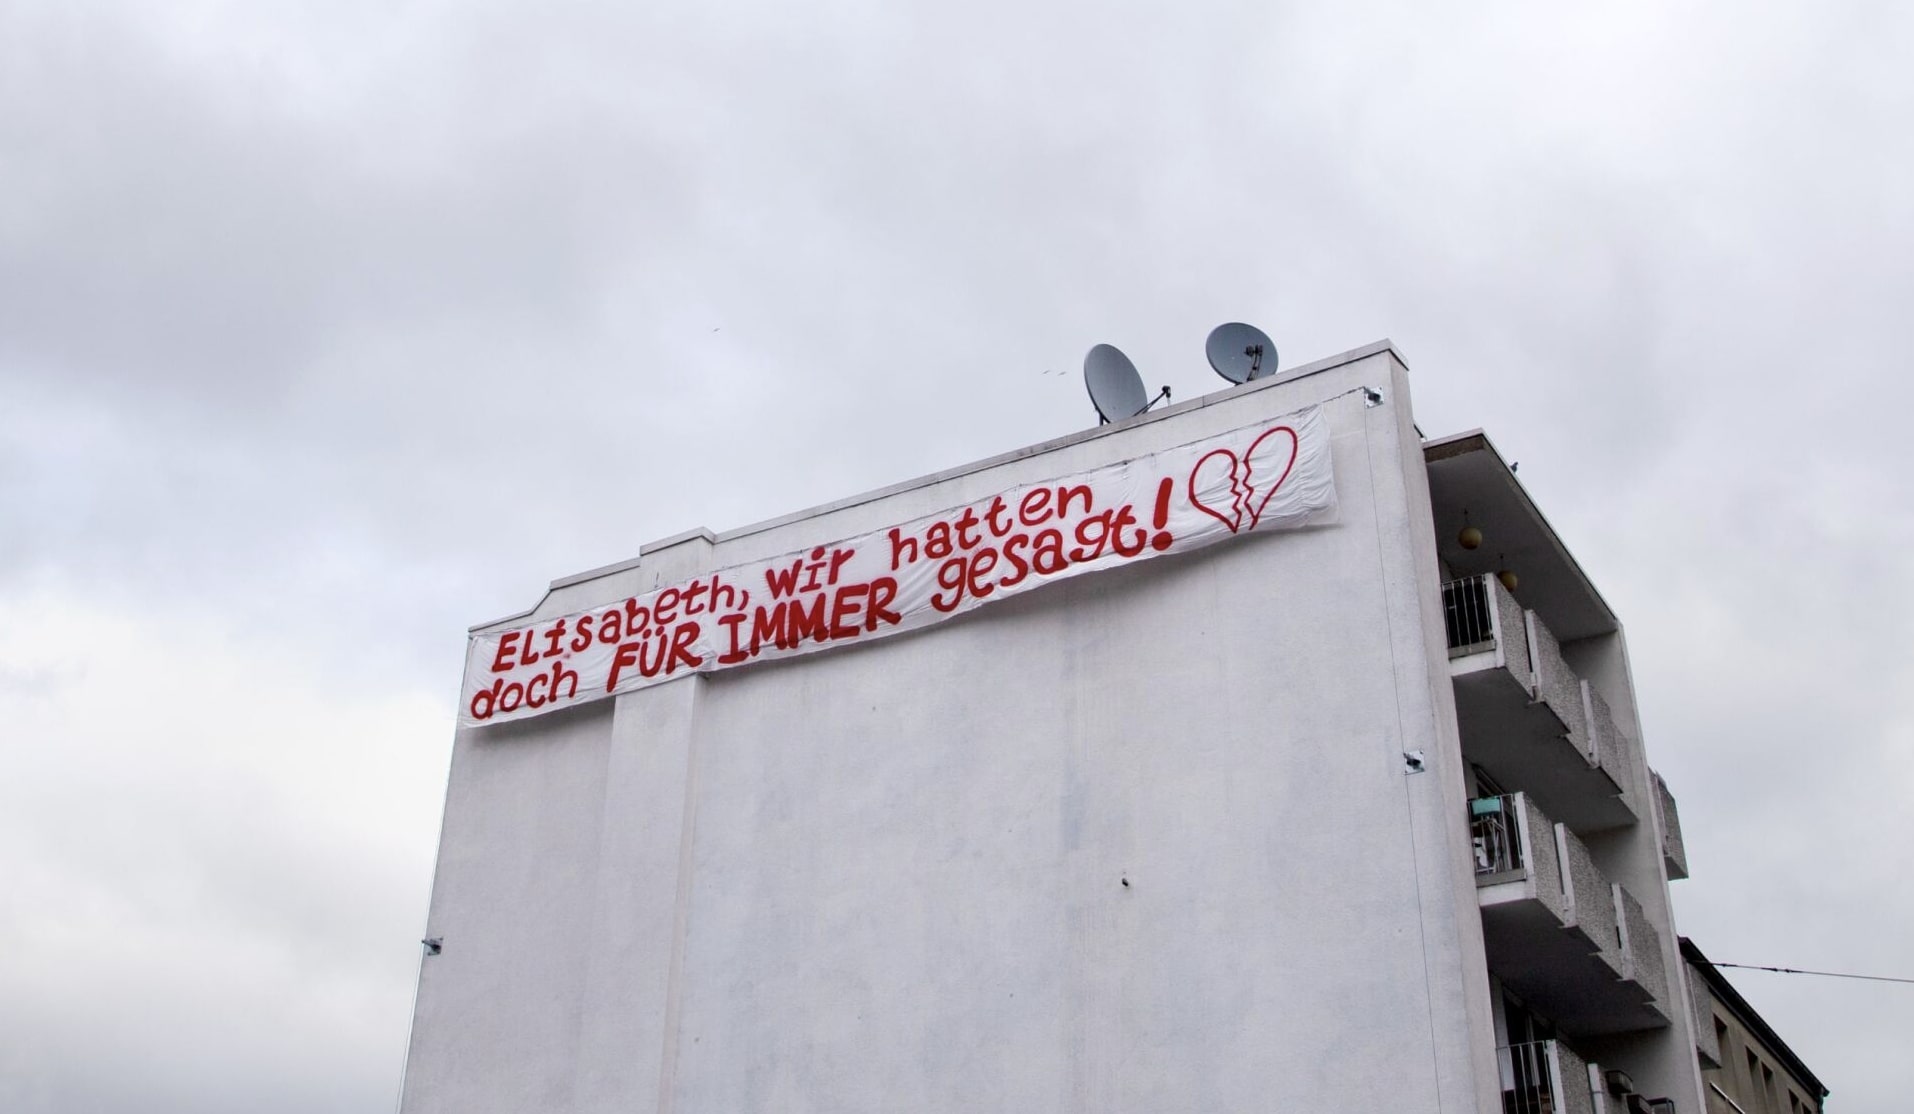 Elisabeth, wir hatten
doch FÜR IMMER gesagt!